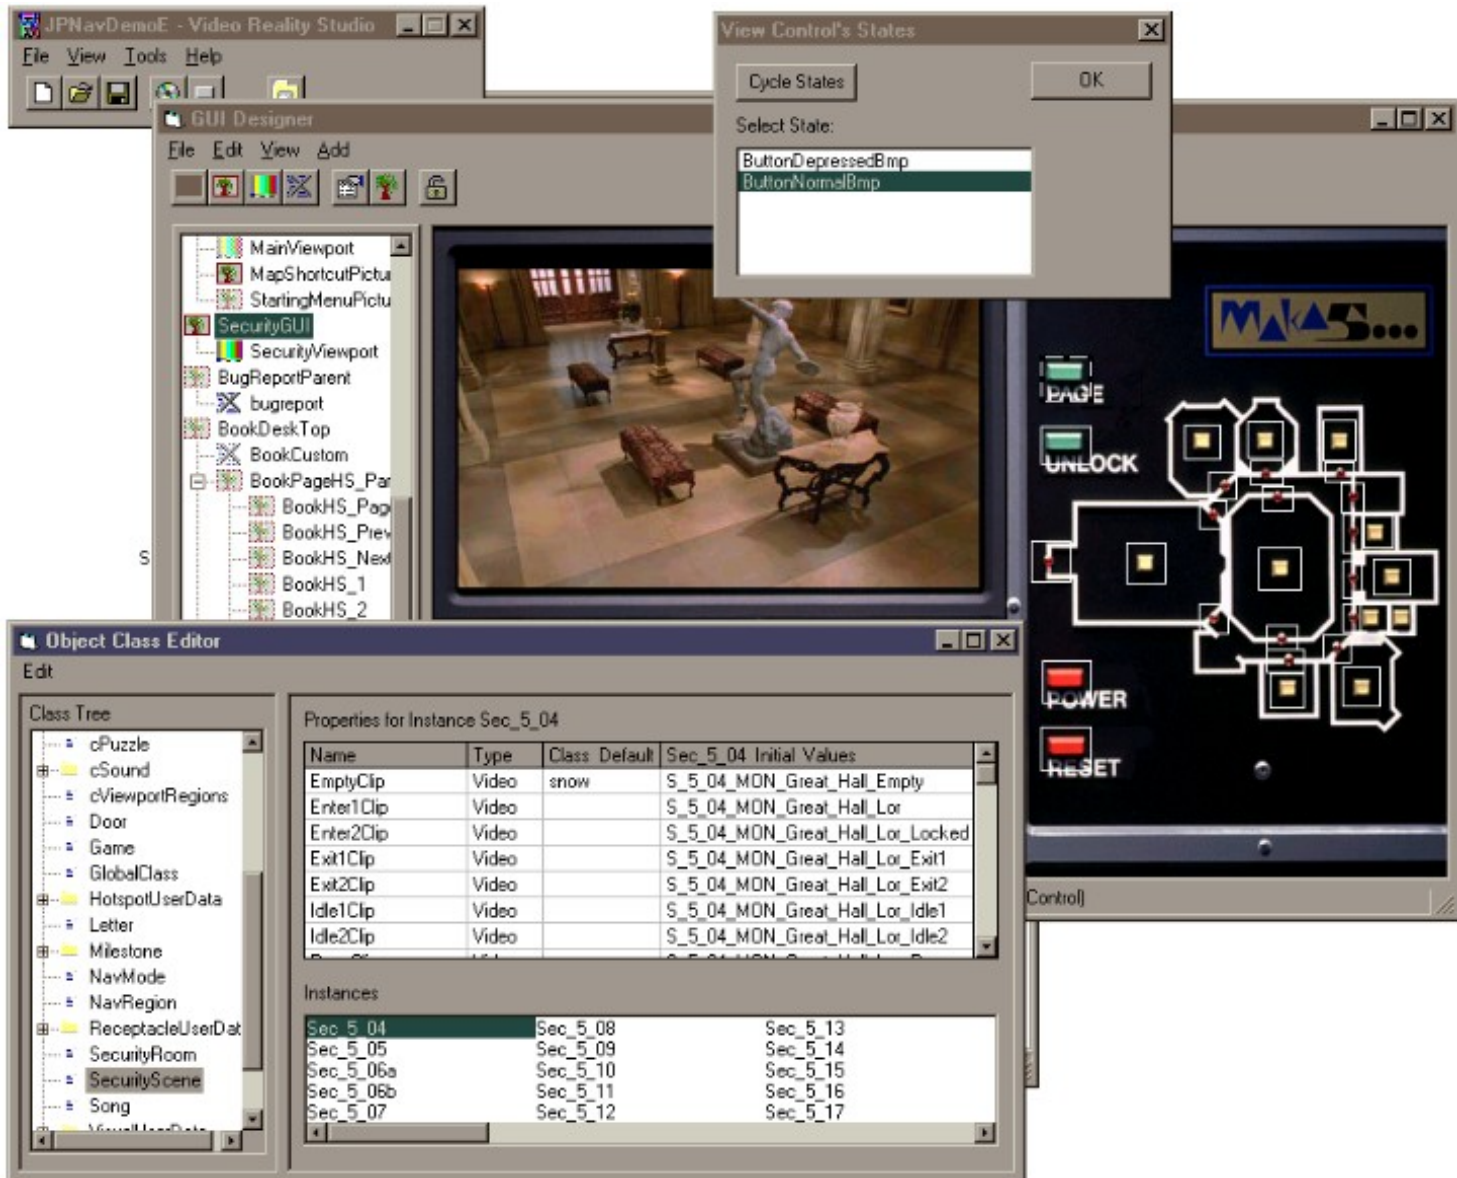 JPNavDemoE - Video Reality Studio
File View Tools Help
View Control's States
Cycle States
OK
Select State:
ButtonDepressedBmp
ButtonNormalBmp
GUI Designer
File Edit View Add
MainViewport
MapShortcutPictu
StartingMenuPictu
SecurityGUI
SecurityViewport
BugReportParent
bugreport
BookDeskTop
BookCustom
BookPageHS_Par
BookHS_Page
BookHS_Prev
BookHS_Next
BookHS_1
BookHS_2
S
MAKAS...
PAGE
UNLOCK
POWER
RESET
Control)
Object Class Editor
Edit
Class Tree
cPuzzle
cSound
cViewportRegions
Door
Game
GlobalClass
HotspotUserData
Letter
Milestone
NavMode
NavRegion
ReceptacleUserDat
SecurityRoom
SecurityScene
Song
Properties for Instance Sec_5_04
Name Type Class Default Sec_5_04 Initial Values
EmptyClip Video snow S_5_04_MON_Great_Hall_Empty
Enter1Clip Video S_5_04_MON_Great_Hall_Lor
Enter2Clip Video S_5_04_MON_Great_Hall_Lor_Locked
Exit1Clip Video S_5_04_MON_Great_Hall_Lor_Exit1
Exit2Clip Video S_5_04_MON_Great_Hall_Lor_Exit2
Idle1Clip Video S_5_04_MON_Great_Hall_Lor_Idle1
Idle2Clip Video S_5_04_MON_Great_Hall_Lor_Idle2
Instances
Sec_5_04 Sec_5_08 Sec_5_13
Sec_5_05 Sec_5_09 Sec_5_14
Sec_5_06a Sec_5_10 Sec_5_15
Sec_5_06b Sec_5_11 Sec_5_16
Sec_5_07 Sec_5_12 Sec_5_17